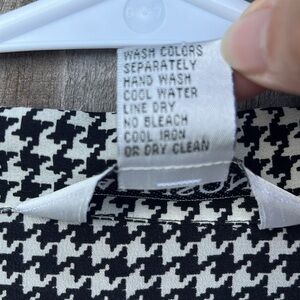 WASH COLORS
SEPARATELY
HAND WASH
COOL WATER
LINE DRY
NO BLEACH
COOL IRON
OR DRY CLEAN